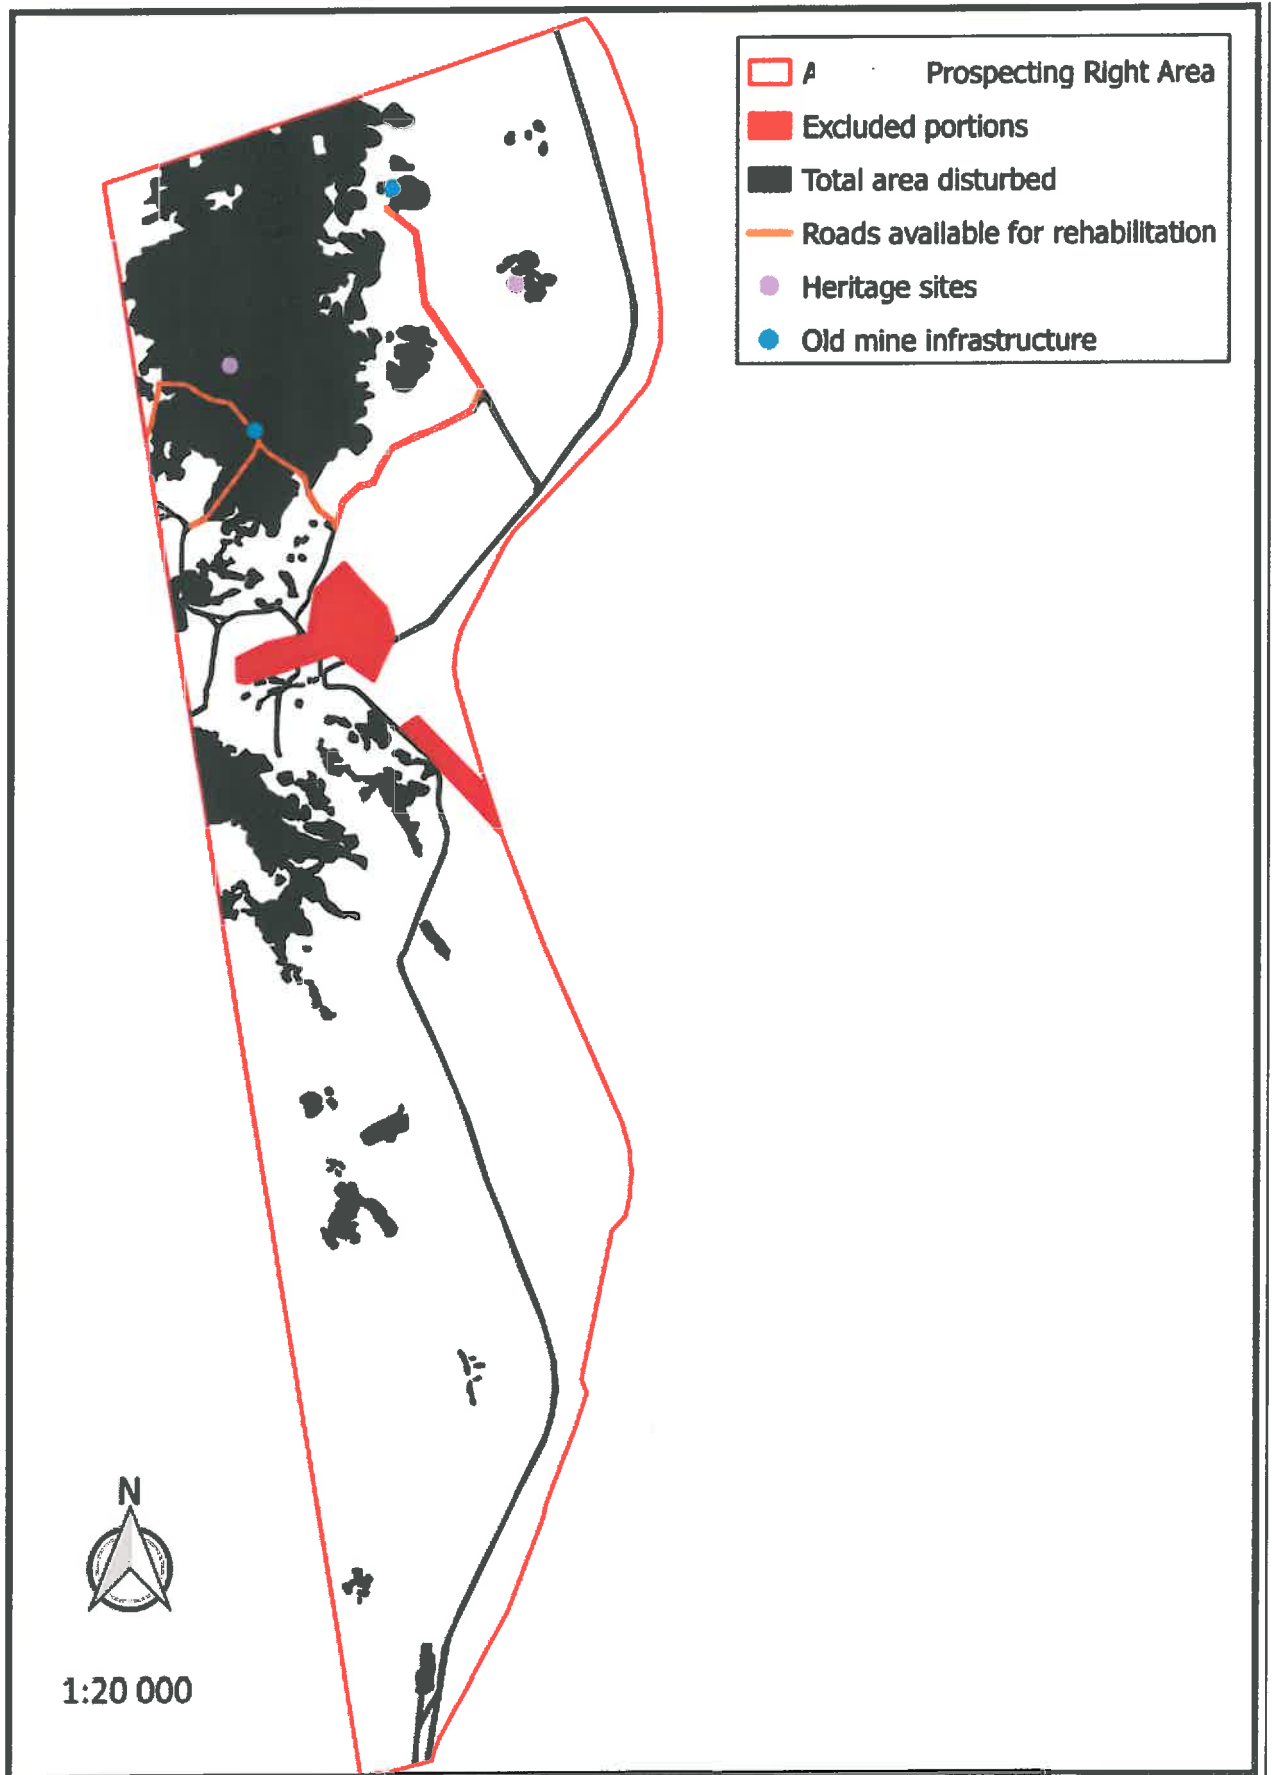 Prospecting Right Area
Excluded portions
Total area disturbed
Roads available for rehabilitation
Heritage sites
Old mine infrastructure
N
1:20 000